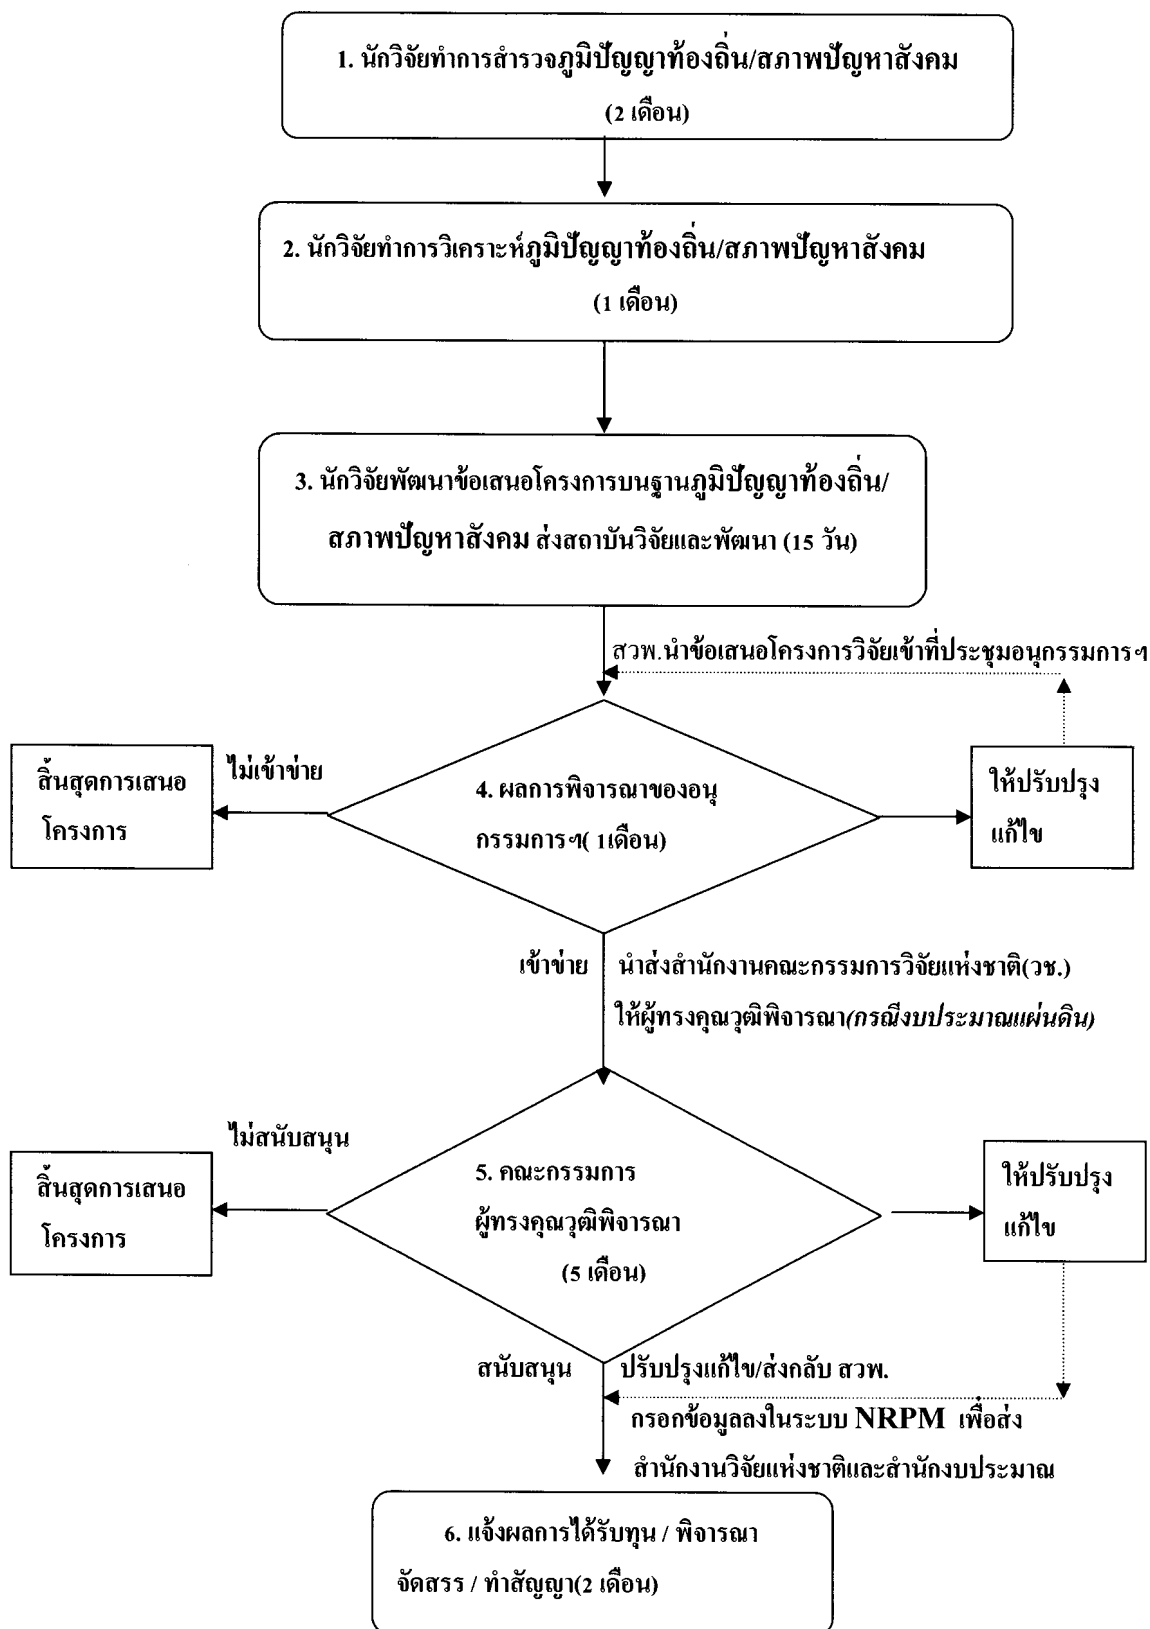 1. นักวิจัยทำการสำรวจภูมิปัญญาท้องถิ่น/สภาพปัญหาสังคม
(2 เดือน)
2. นักวิจัยทำการวิเคราะห์ภูมิปัญญาท้องถิ่น/สภาพปัญหาสังคม
(1 เดือน)
3. นักวิจัยพัฒนาข้อเสนอโครงการบนฐานภูมิปัญญาท้องถิ่น/
สภาพปัญหาสังคม ส่งสถาบันวิจัยและพัฒนา (15 วัน)
สวพ.นำข้อเสนอโครงการวิจัยเข้าที่ประชุมอนุกรรมการฯ
ไม่เข้าข่าย
สิ้นสุดการเสนอ
โครงการ
4. ผลการพิจารณาของอนุ
กรรมการฯ( 1เดือน)
ให้ปรับปรุง
แก้ไข
เข้าข่าย
นำส่งสำนักงานคณะกรรมการวิจัยแห่งชาติ(วช.)
ให้ผู้ทรงคุณวุฒิพิจารณา(กรณีงบประมาณแผ่นดิน)
ไม่สนับสนุน
สิ้นสุดการเสนอ
โครงการ
5. คณะกรรมการ
ผู้ทรงคุณวุฒิพิจารณา
(5 เดือน)
ให้ปรับปรุง
แก้ไข
สนับสนุน
ปรับปรุงแก้ไข/ส่งกลับ สวพ.
กรอกข้อมูลลงในระบบ NRPM เพื่อส่ง
สำนักงานวิจัยแห่งชาติและสำนักงบประมาณ
6. แจ้งผลการได้รับทุน / พิจารณา
จัดสรร / ทำสัญญา(2 เดือน)